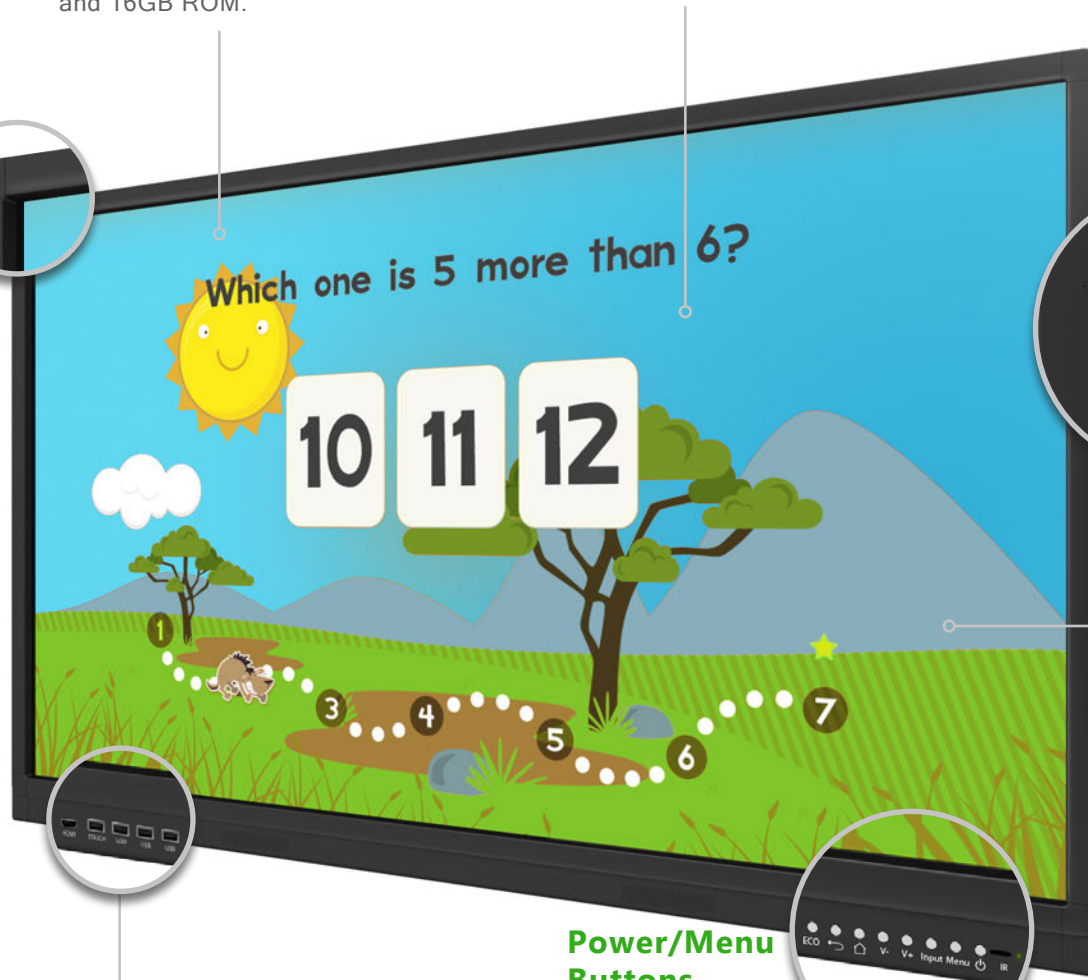 and 16GB ROM.
Which one is 5 more than 6?
10 11 12
1
3
4
5
6
7
HDMI TOUCH USB USB USB
ECO V- V+ Input Menu IR
Power/Menu
Buttons